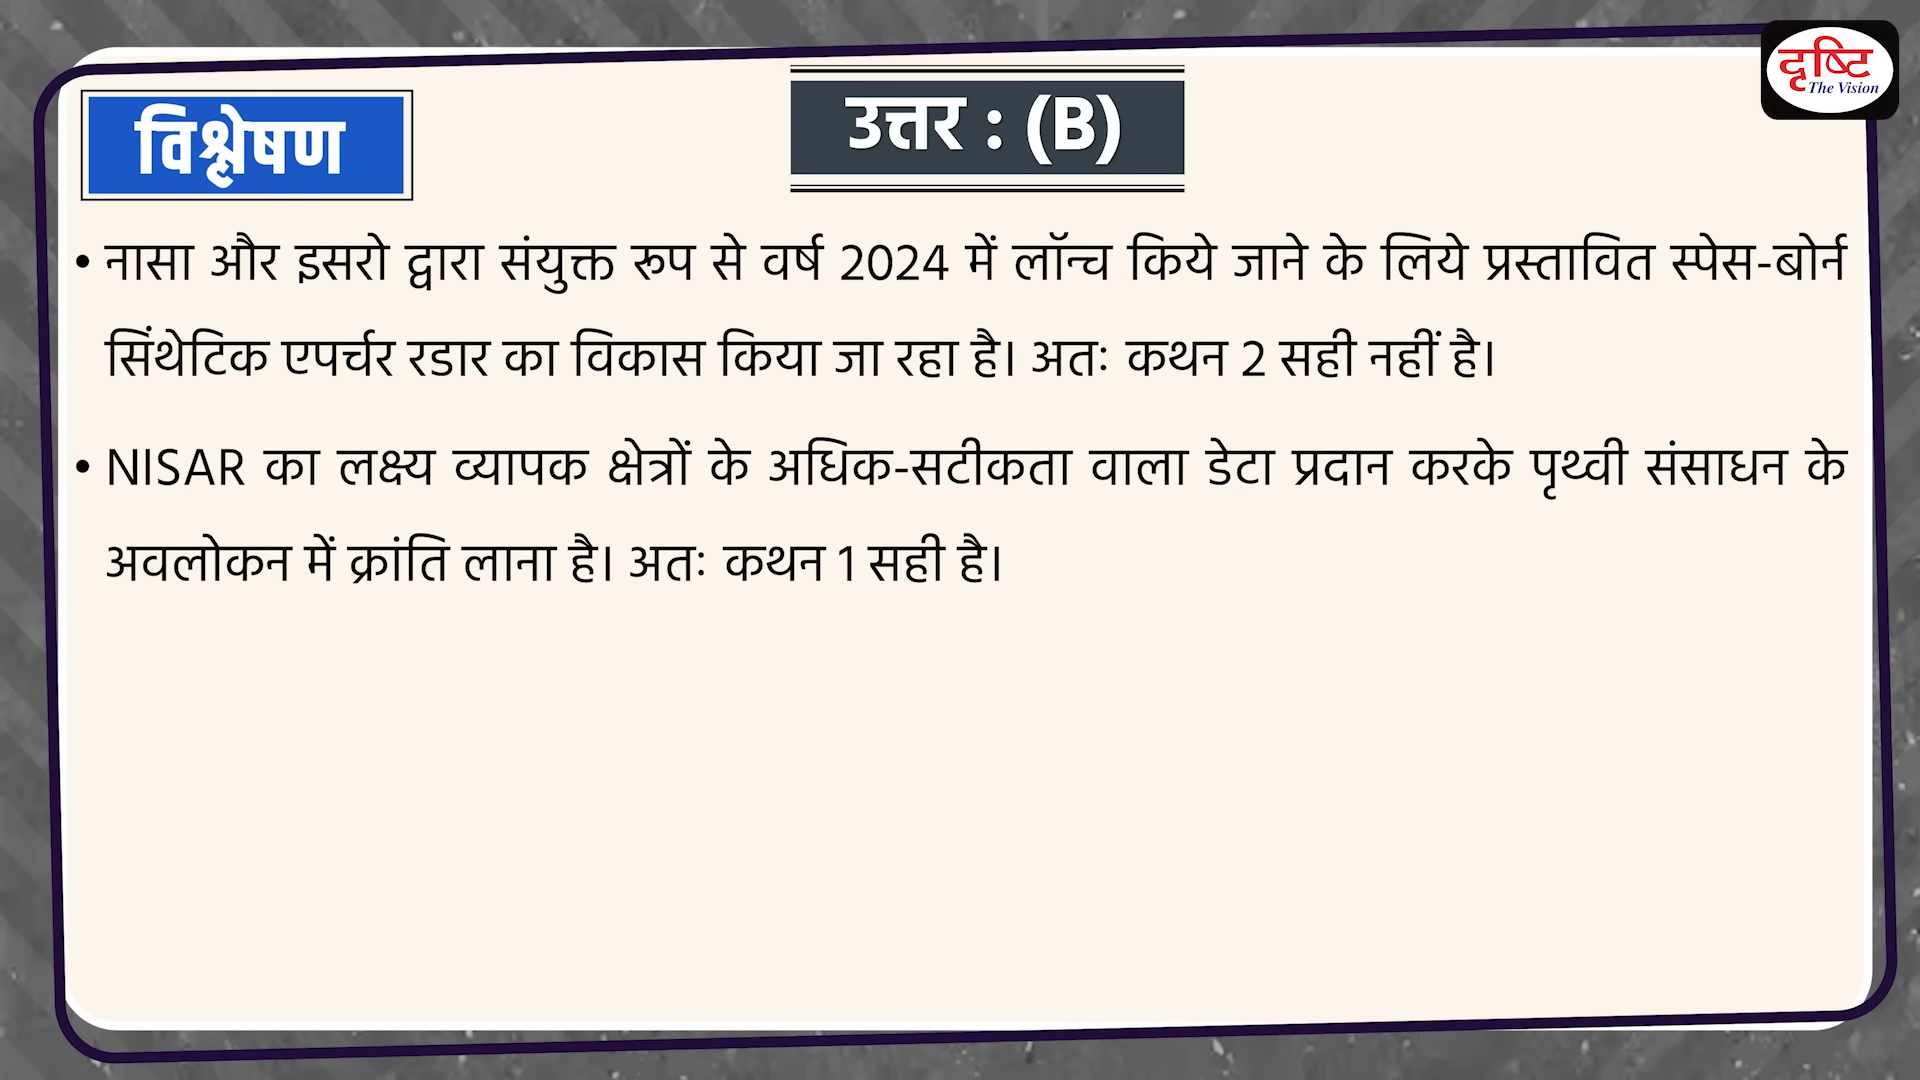 दृष्टि
The Vision
विश्लेषण
उत्तर : (B)
• नासा और इसरो द्वारा संयुक्त रूप से वर्ष 2024 में लॉन्च किये जाने के लिये प्रस्तावित स्पेस-बोर्न
सिंथेटिक एपर्चर रडार का विकास किया जा रहा है। अतः कथन 2 सही नहीं है।
• NISAR का लक्ष्य व्यापक क्षेत्रों के अधिक-सटीकता वाला डेटा प्रदान करके पृथ्वी संसाधन के
अवलोकन में क्रांति लाना है। अतः कथन 1 सही है।